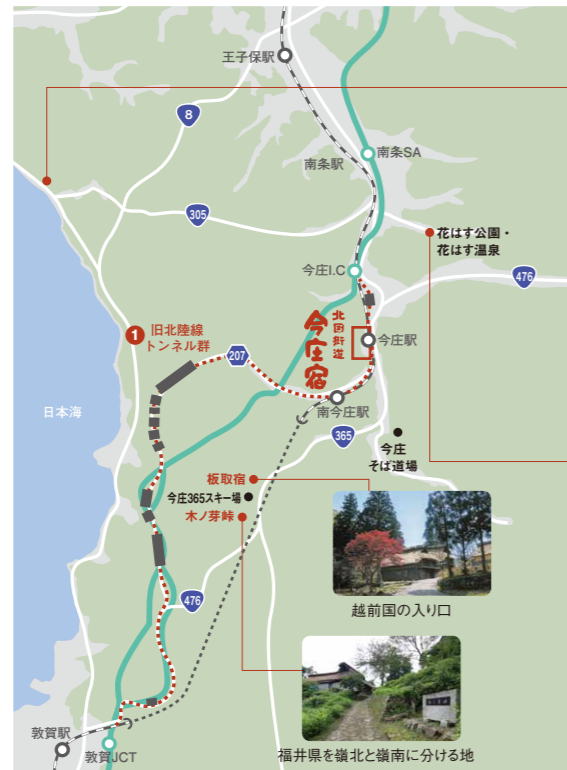 王子保駅
8
南条駅
南条SA
305
花はす公園・
花はす温泉
今庄I.C
476
北国街道
今庄宿
今庄駅
1
旧北陸線
トンネル群
207
日本海
南今庄駅
365
今庄
そば道場
板取宿
今庄365スキー場
木ノ芽峠
越前国の入り口
476
福井県を嶺北と嶺南に分ける地
敦賀駅
敦賀JCT